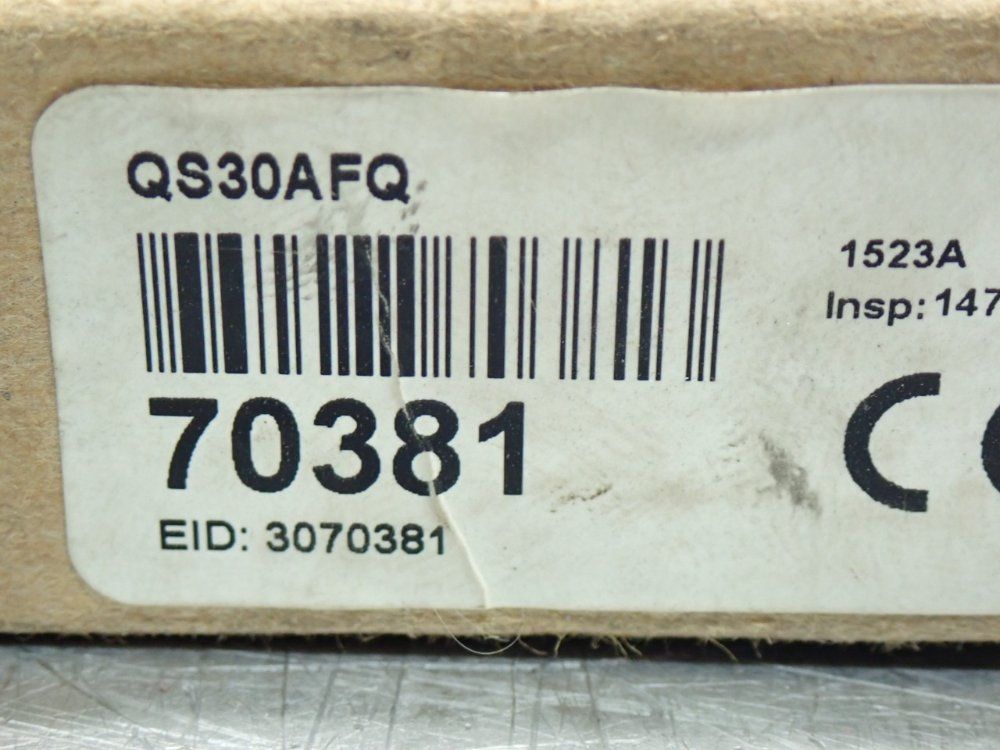 QS30AFQ
1523A
Insp: 147
70381
EID: 3070381